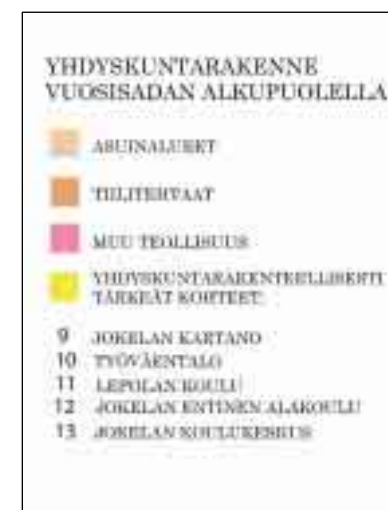 YHDYSKUNTARAKENNE
VUOSISADAN ALKUPUOLELLA
ASUINALUEET
TIILITEHTAAT
MUU TEOLLISUUS
YHDYSKUNTARAKENTEELLISESTI
TÄRKEÄT KOHTEET:
9 JOKELAN KARTANO
10 TYÖVÄENTALO
11 LEPOLAN KOULU
12 JOKELAN ENTINEN ALAKOULU
13 JOKELAN KOULUKESKUS